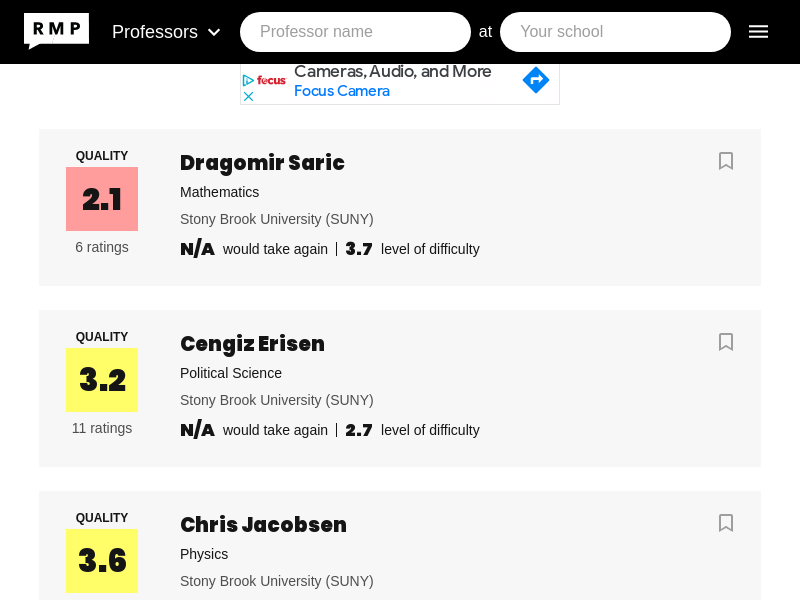 RMP Professors Professor name at Your school
focus Cameras, Audio, and More
Focus Camera
QUALITY
2.1
6 ratings
Dragomir Saric
Mathematics
Stony Brook University (SUNY)
N/A would take again | 3.7 level of difficulty
QUALITY
3.2
11 ratings
Cengiz Erisen
Political Science
Stony Brook University (SUNY)
N/A would take again | 2.7 level of difficulty
QUALITY
3.6
Chris Jacobsen
Physics
Stony Brook University (SUNY)